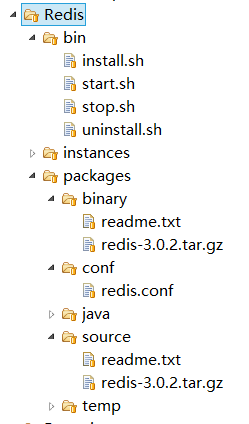 Redis
bin
install.sh
start.sh
stop.sh
uninstall.sh
instances
packages
binary
readme.txt
redis-3.0.2.tar.gz
conf
redis.conf
java
source
readme.txt
redis-3.0.2.tar.gz
temp